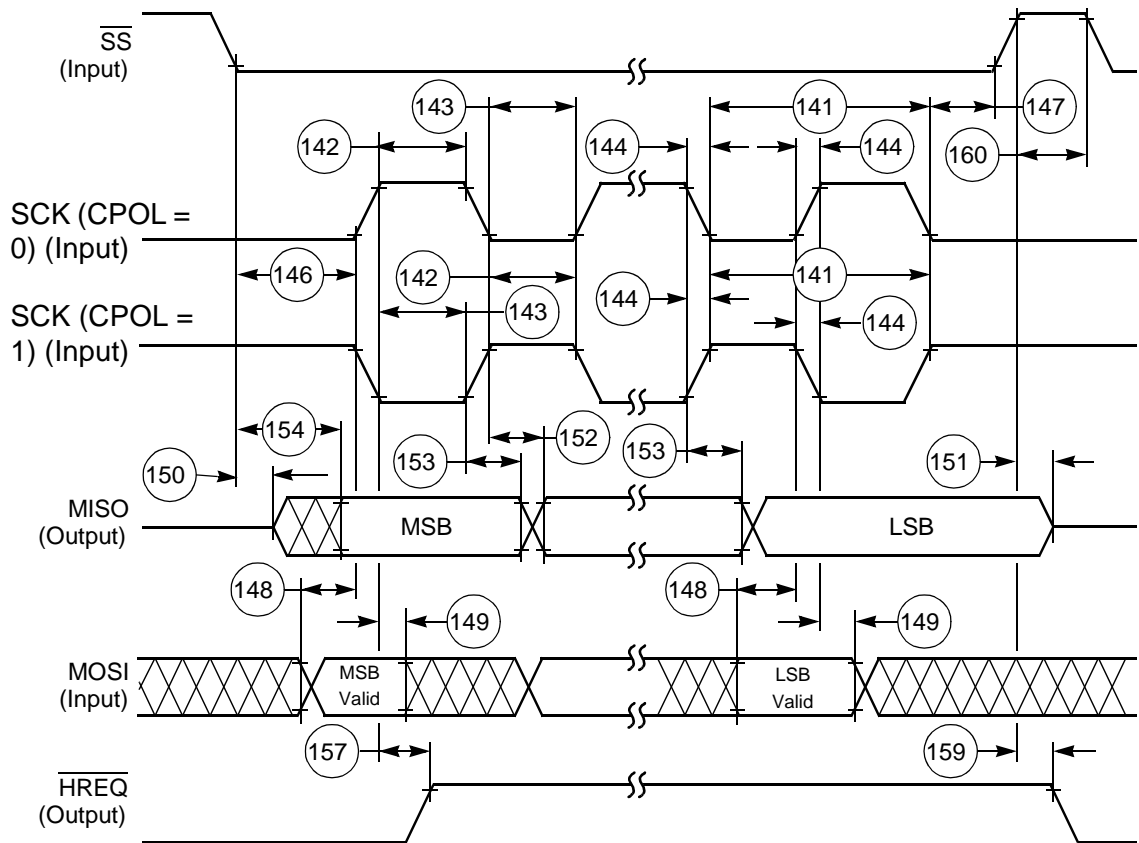 SS
(Input)
143
141
147
142
144
144
160
SCK (CPOL =
0) (Input)
146
142
141
144
143
144
SCK (CPOL =
1) (Input)
154
152
153
153
151
150
MISO
(Output)
MSB
LSB
148
148
149
149
MOSI
(Input)
MSB
Valid
LSB
Valid
157
159
HREQ
(Output)